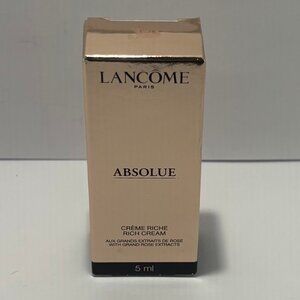 LANCÔME
PARIS
ABSOLUE
CRÈME RICHE
RICH CREAM
AUX GRANDS EXTRAITS DE ROSE
WITH GRAND ROSE EXTRACTS
5 ml